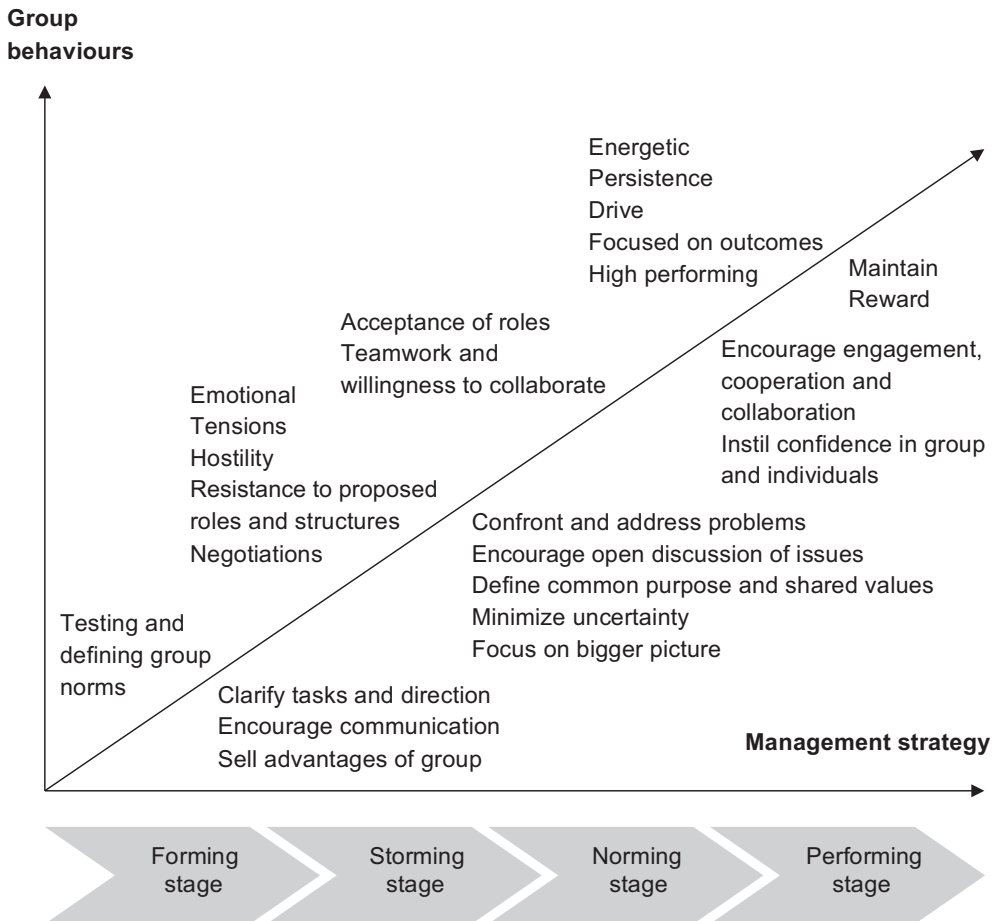 Group
behaviours
Energetic
Persistence
Drive
Focused on outcomes
High performing
Maintain
Reward
Acceptance of roles
Teamwork and
willingness to collaborate
Encourage engagement,
cooperation and
collaboration
Instil confidence in group
and individuals
Emotional
Tensions
Hostility
Resistance to proposed
roles and structures
Negotiations
Confront and address problems
Encourage open discussion of issues
Define common purpose and shared values
Minimize uncertainty
Focus on bigger picture
Testing and
defining group
norms
Clarify tasks and direction
Encourage communication
Sell advantages of group
Management strategy
Forming
stage
Storming
stage
Norming
stage
Performing
stage